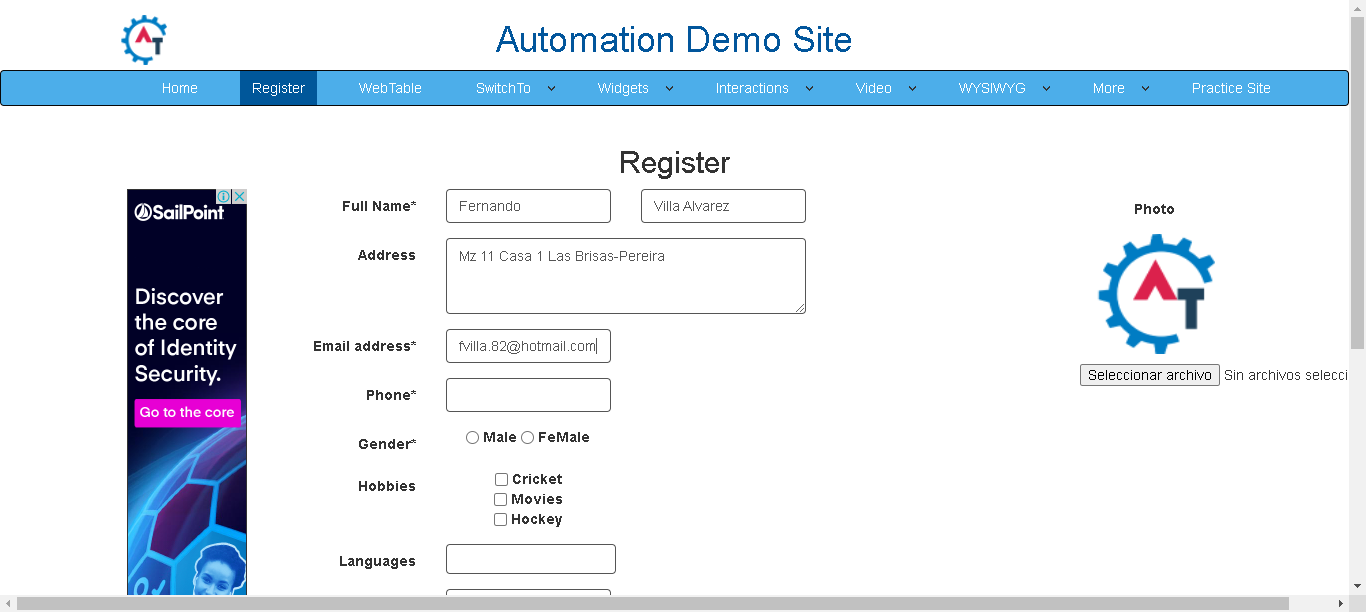 Automation Demo Site
Home Register WebTable SwitchTo Widgets Interactions Video WYSIWYG More Practice Site
Register
SailPoint
Discover
the core
of Identity
Security.
Go to the core
Full Name* Fernando Villa Alvarez
Address Mz 11 Casa 1 Las Brisas-Pereira
Email address* fvilla.82@hotmail.com
Phone*
Gender* Male FeMale
Hobbies Cricket
Movies
Hockey
Languages
Photo
AT
Seleccionar archivo Sin archivos selecci